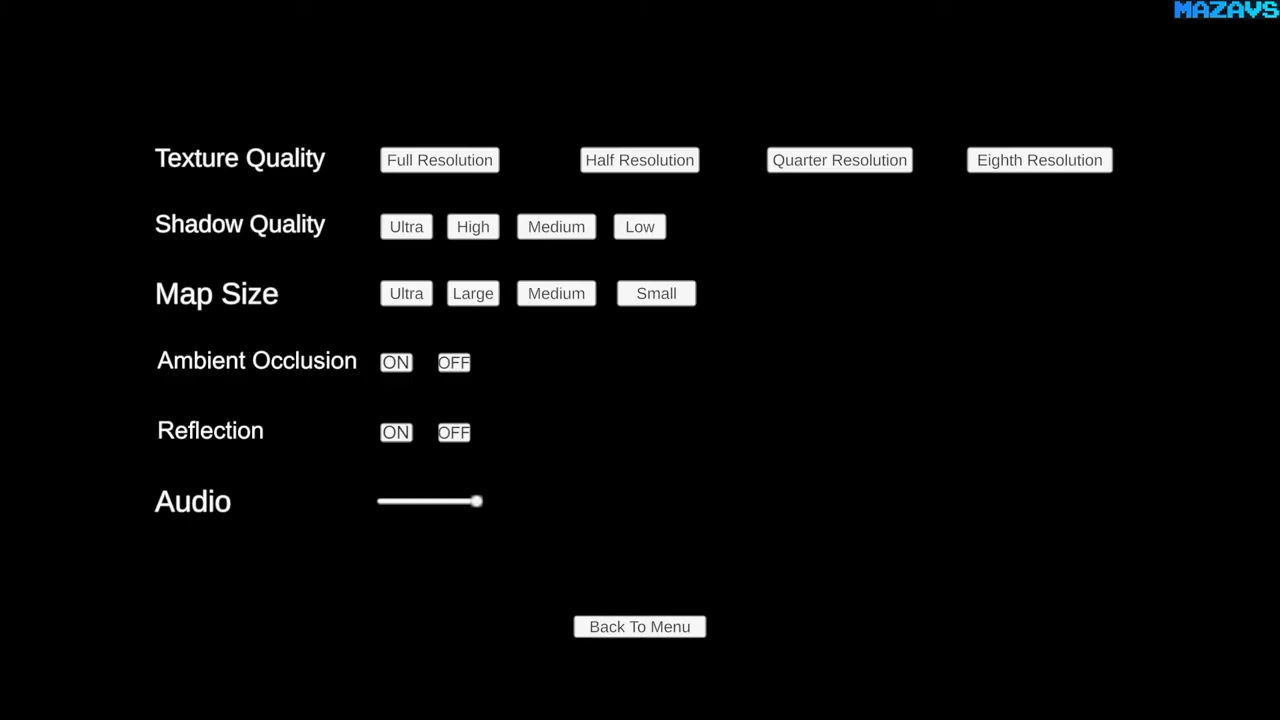 MAZAVS
Texture Quality Full Resolution Half Resolution Quarter Resolution Eighth Resolution
Shadow Quality Ultra High Medium Low
Map Size Ultra Large Medium Small
Ambient Occlusion ON OFF
Reflection ON OFF
Audio
Back To Menu